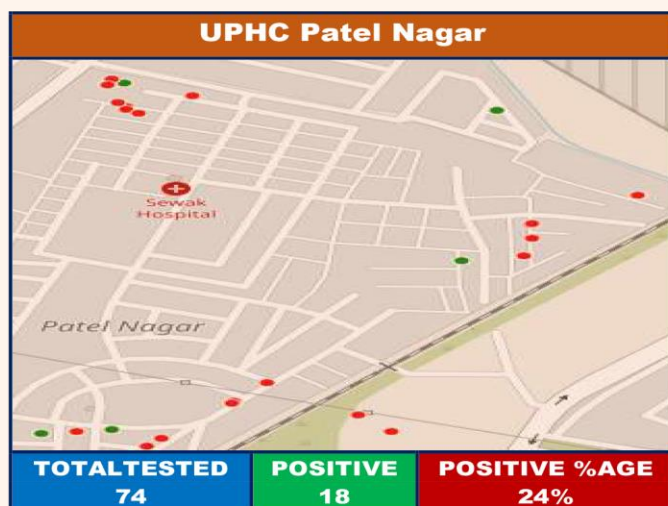 UPHC Patel Nagar
Sewak
Hospital
Patel Nagar
TOTALTESTED
74
POSITIVE
18
POSITIVE %AGE
24%